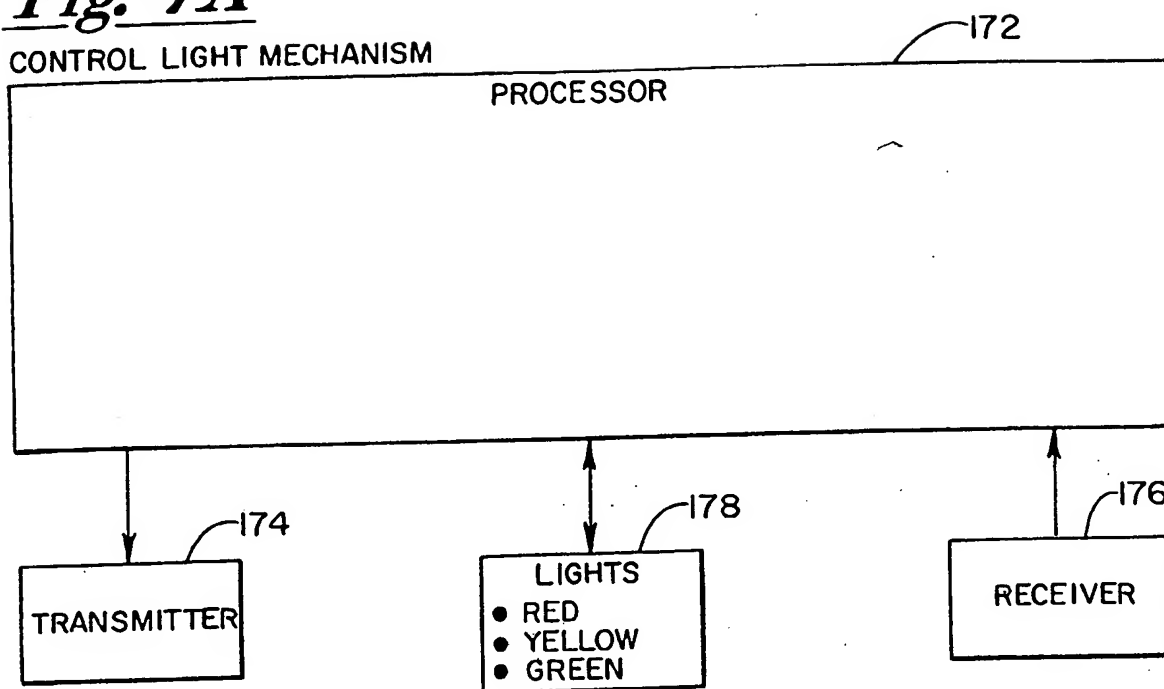 Fig. 7A
CONTROL LIGHT MECHANISM
172
PROCESSOR
174
178
176
TRANSMITTER
LIGHTS
• RED
• YELLOW
• GREEN
RECEIVER